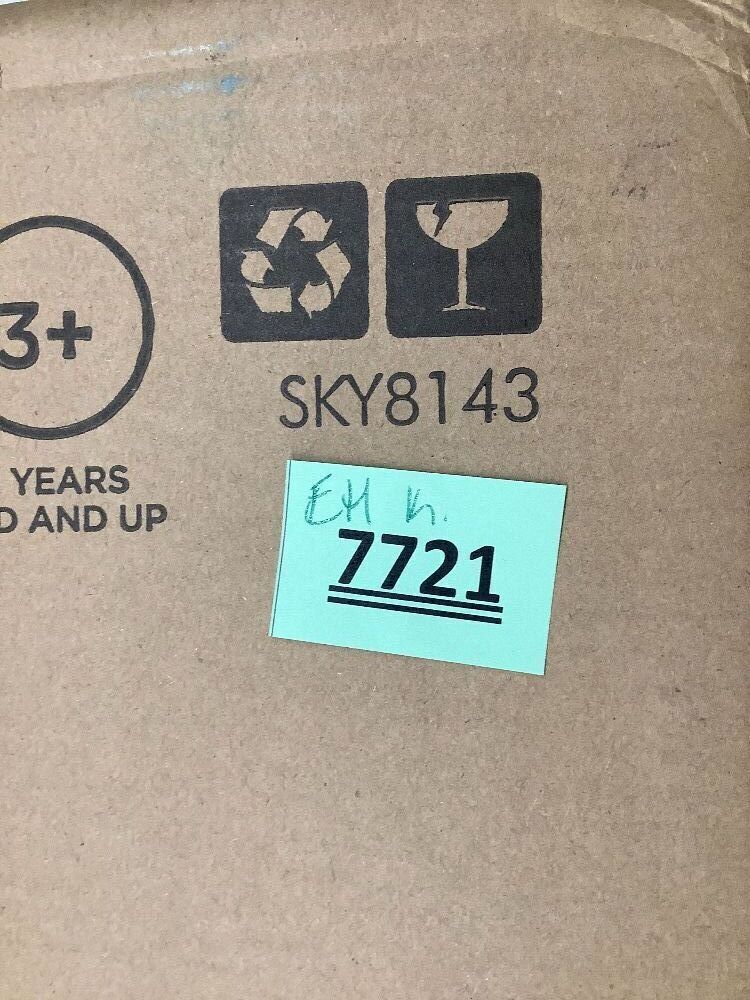 3+
YEARS
D AND UP
SKY8143
7721